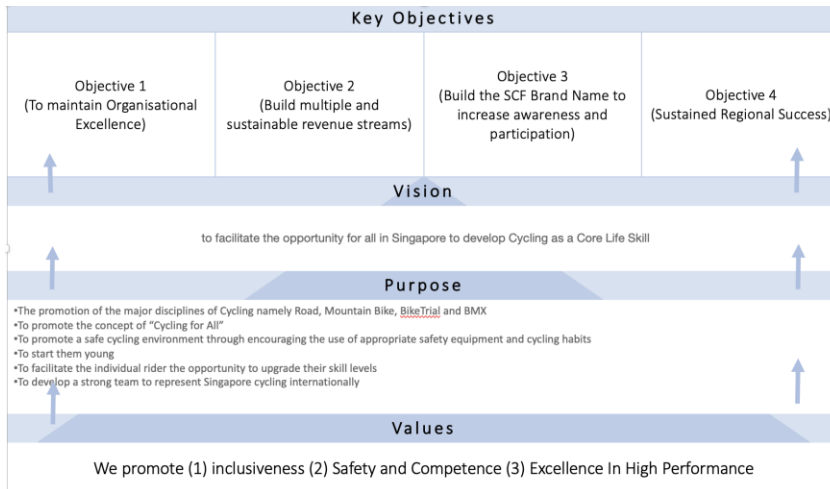 Key Objectives
Objective 1
(To maintain Organisational
Excellence)
Objective 2
(Build multiple and
sustainable revenue streams)
Objective 3
(Build the SCF Brand Name to
increase awareness and
participation)
Objective 4
(Sustained Regional Success)
Vision
to facilitate the opportunity for all in Singapore to develop Cycling as a Core Life Skill
Purpose
•The promotion of the major disciplines of Cycling namely Road, Mountain Bike, BikeTrial and BMX
•To promote the concept of “Cycling for All”
•To promote a safe cycling environment through encouraging the use of appropriate safety equipment and cycling habits
•To start them young
•To facilitate the individual rider the opportunity to upgrade their skill levels
•To develop a strong team to represent Singapore cycling internationally
Values
We promote (1) inclusiveness (2) Safety and Competence (3) Excellence In High Performance